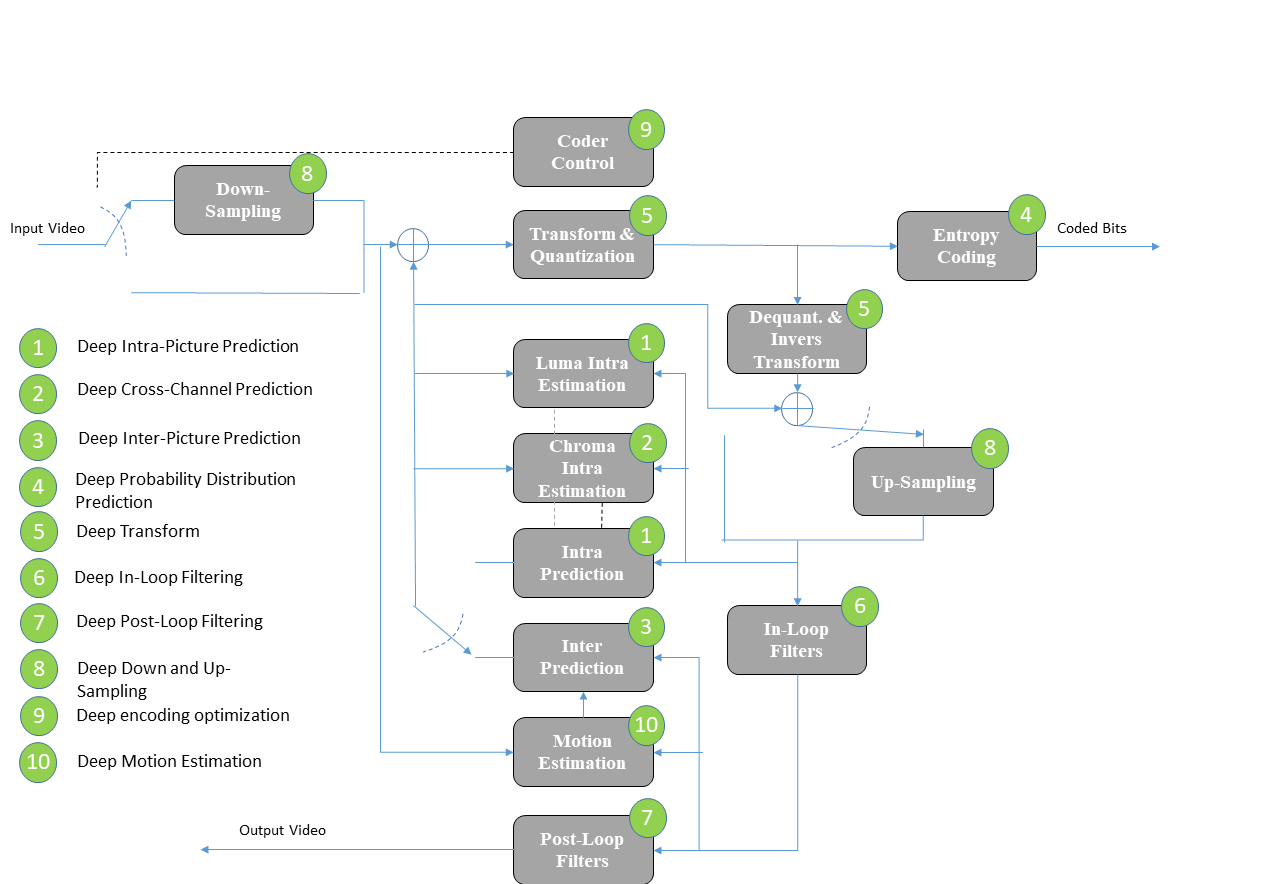 Coder
Control
9
Down-
Sampling
8
Input Video
Transform &
Quantization
5
Entropy
Coding
4
Coded Bits
Dequant. &
Invers
Transform
5
Luma Intra
Estimation
1
Chroma
Intra
Estimation
2
Up-Sampling
8
Intra
Prediction
1
In-Loop
Filters
6
Inter
Prediction
3
Motion
Estimation
10
Post-Loop
Filters
7
Output Video
1 Deep Intra-Picture Prediction
2 Deep Cross-Channel Prediction
3 Deep Inter-Picture Prediction
4 Deep Probability Distribution
Prediction
5 Deep Transform
6 Deep In-Loop Filtering
7 Deep Post-Loop Filtering
8 Deep Down and Up-
Sampling
9 Deep encoding optimization
10 Deep Motion Estimation